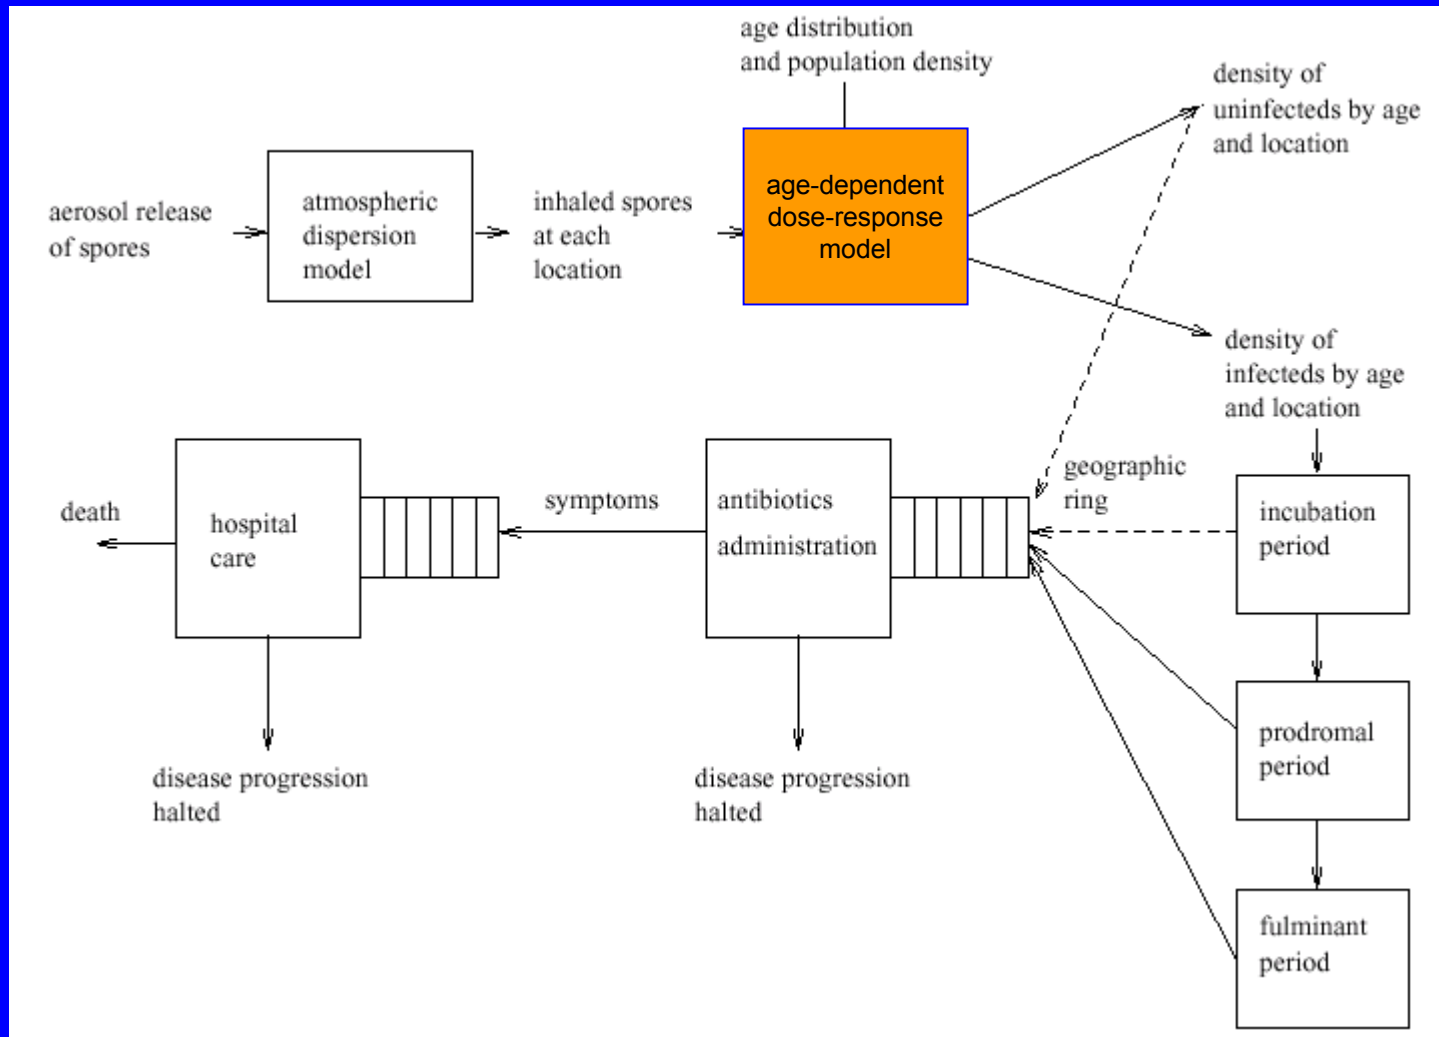 age distribution
and population density
density of
uninfecteds by age
and location
aerosol release
of spores
atmospheric
dispersion
model
inhaled spores
at each
location
age-dependent
dose-response
model
density of
infecteds by age
and location
death
hospital
care
symptoms
antibiotics
administration
geographic
ring
incubation
period
disease progression
halted
disease progression
halted
prodromal
period
fulminant
period